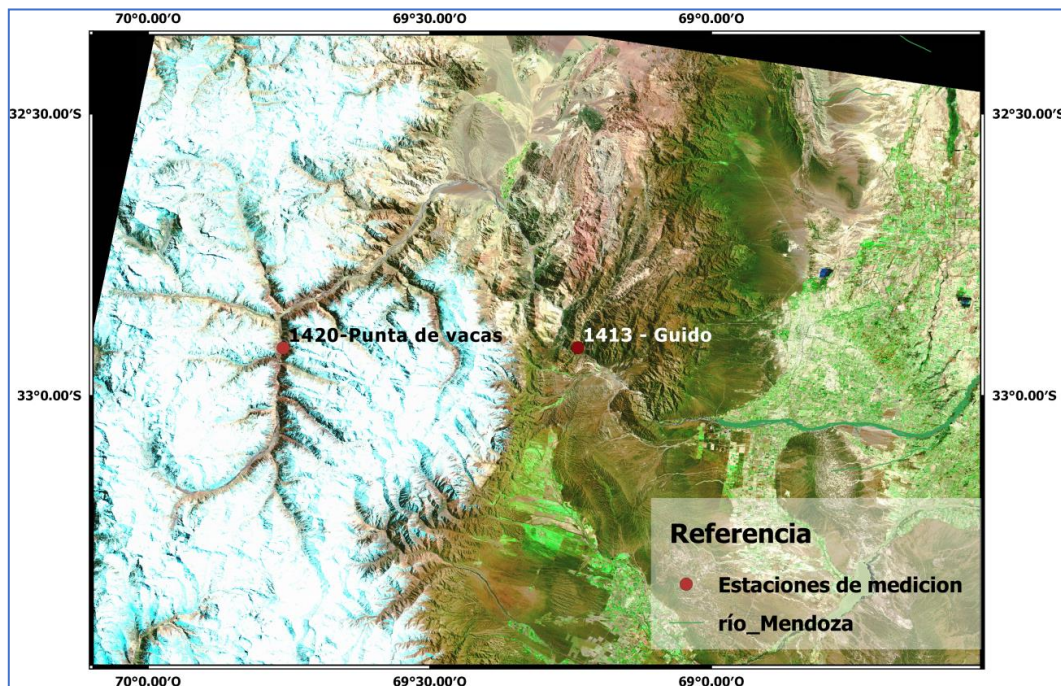 70°0.00′O 69°30.00′O 69°0.00′O
32°30.00′S 32°30.00′S
1420-Punta de vacas 1413 - Guido
33°0.00′S 33°0.00′S
Referencia
Estaciones de medicion
río_Mendoza
70°0.00′O 69°30.00′O 69°0.00′O